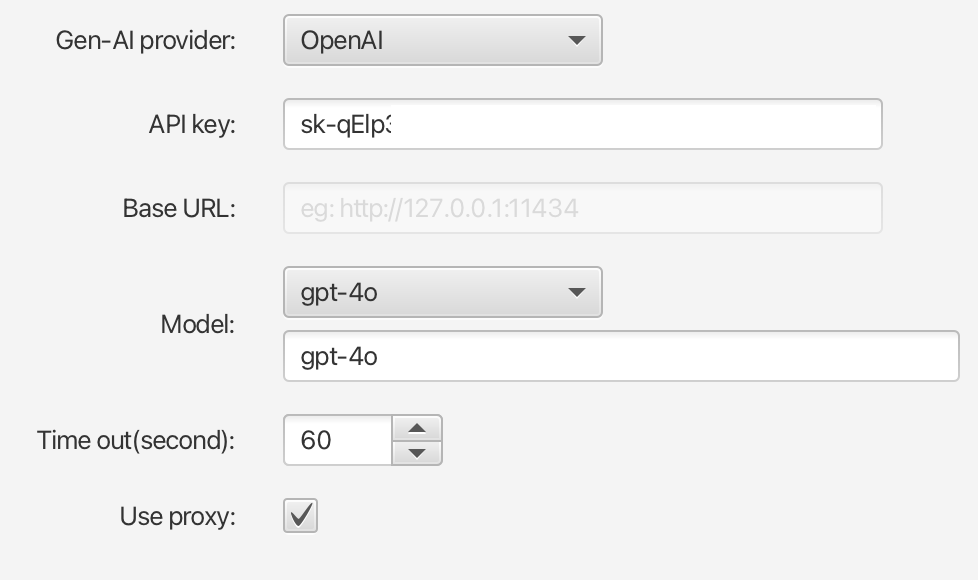 Gen-AI provider: OpenAI
API key: sk-qElp3
Base URL: eg: http://127.0.0.1:11434
gpt-4o
Model:
gpt-4o
Time out(second): 60
Use proxy: